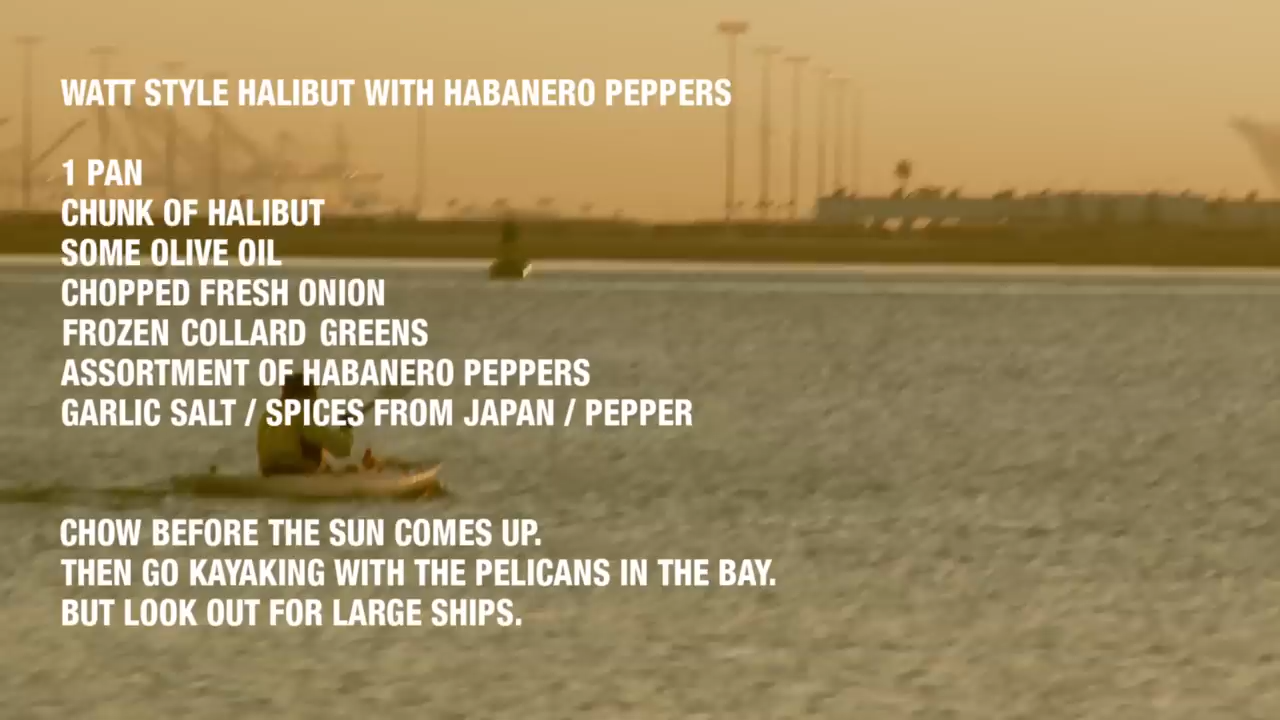 WATT STYLE HALIBUT WITH HABANERO PEPPERS
1 PAN
CHUNK OF HALIBUT
SOME OLIVE OIL
CHOPPED FRESH ONION
FROZEN COLLARD GREENS
ASSORTMENT OF HABANERO PEPPERS
GARLIC SALT / SPICES FROM JAPAN / PEPPER
CHOW BEFORE THE SUN COMES UP.
THEN GO KAYAKING WITH THE PELICANS IN THE BAY.
BUT LOOK OUT FOR LARGE SHIPS.